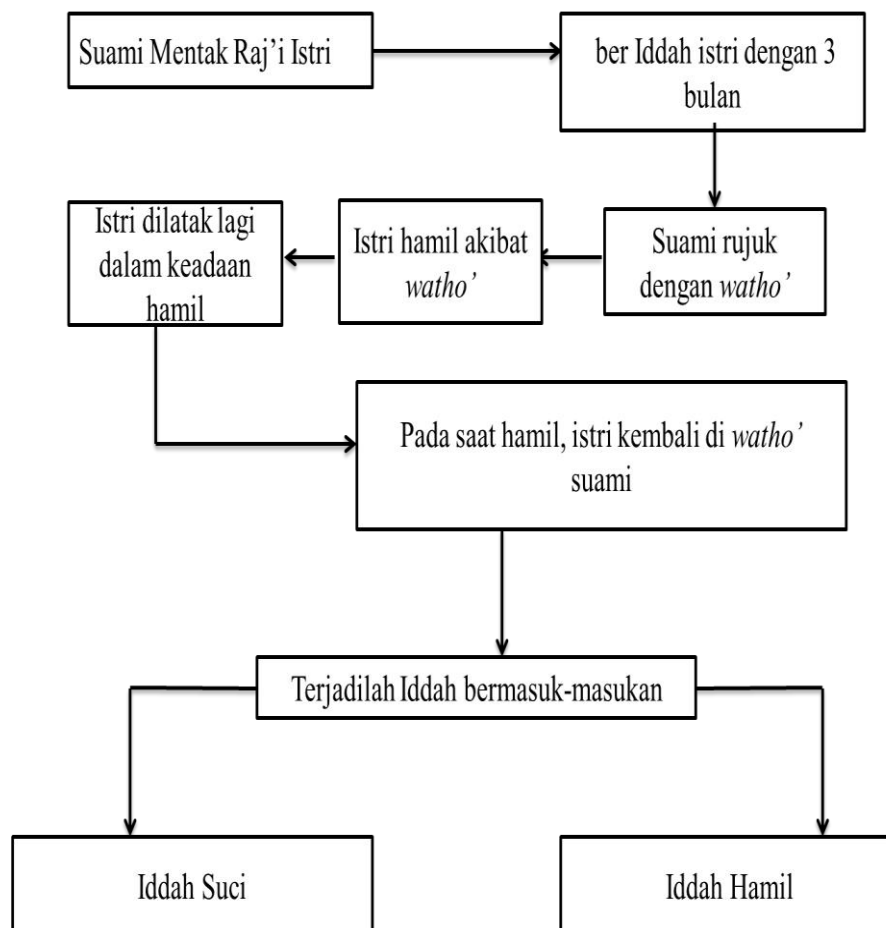 Suami Mentak Raj’i Istri
ber Iddah istri dengan 3
bulan
Suami rujuk
dengan watho’
Istri hamil akibat
watho’
Istri dilatak lagi
dalam keadaan
hamil
Pada saat hamil, istri kembali di watho’
suami
Terjadilah Iddah bermasuk-masukan
Iddah Suci
Iddah Hamil